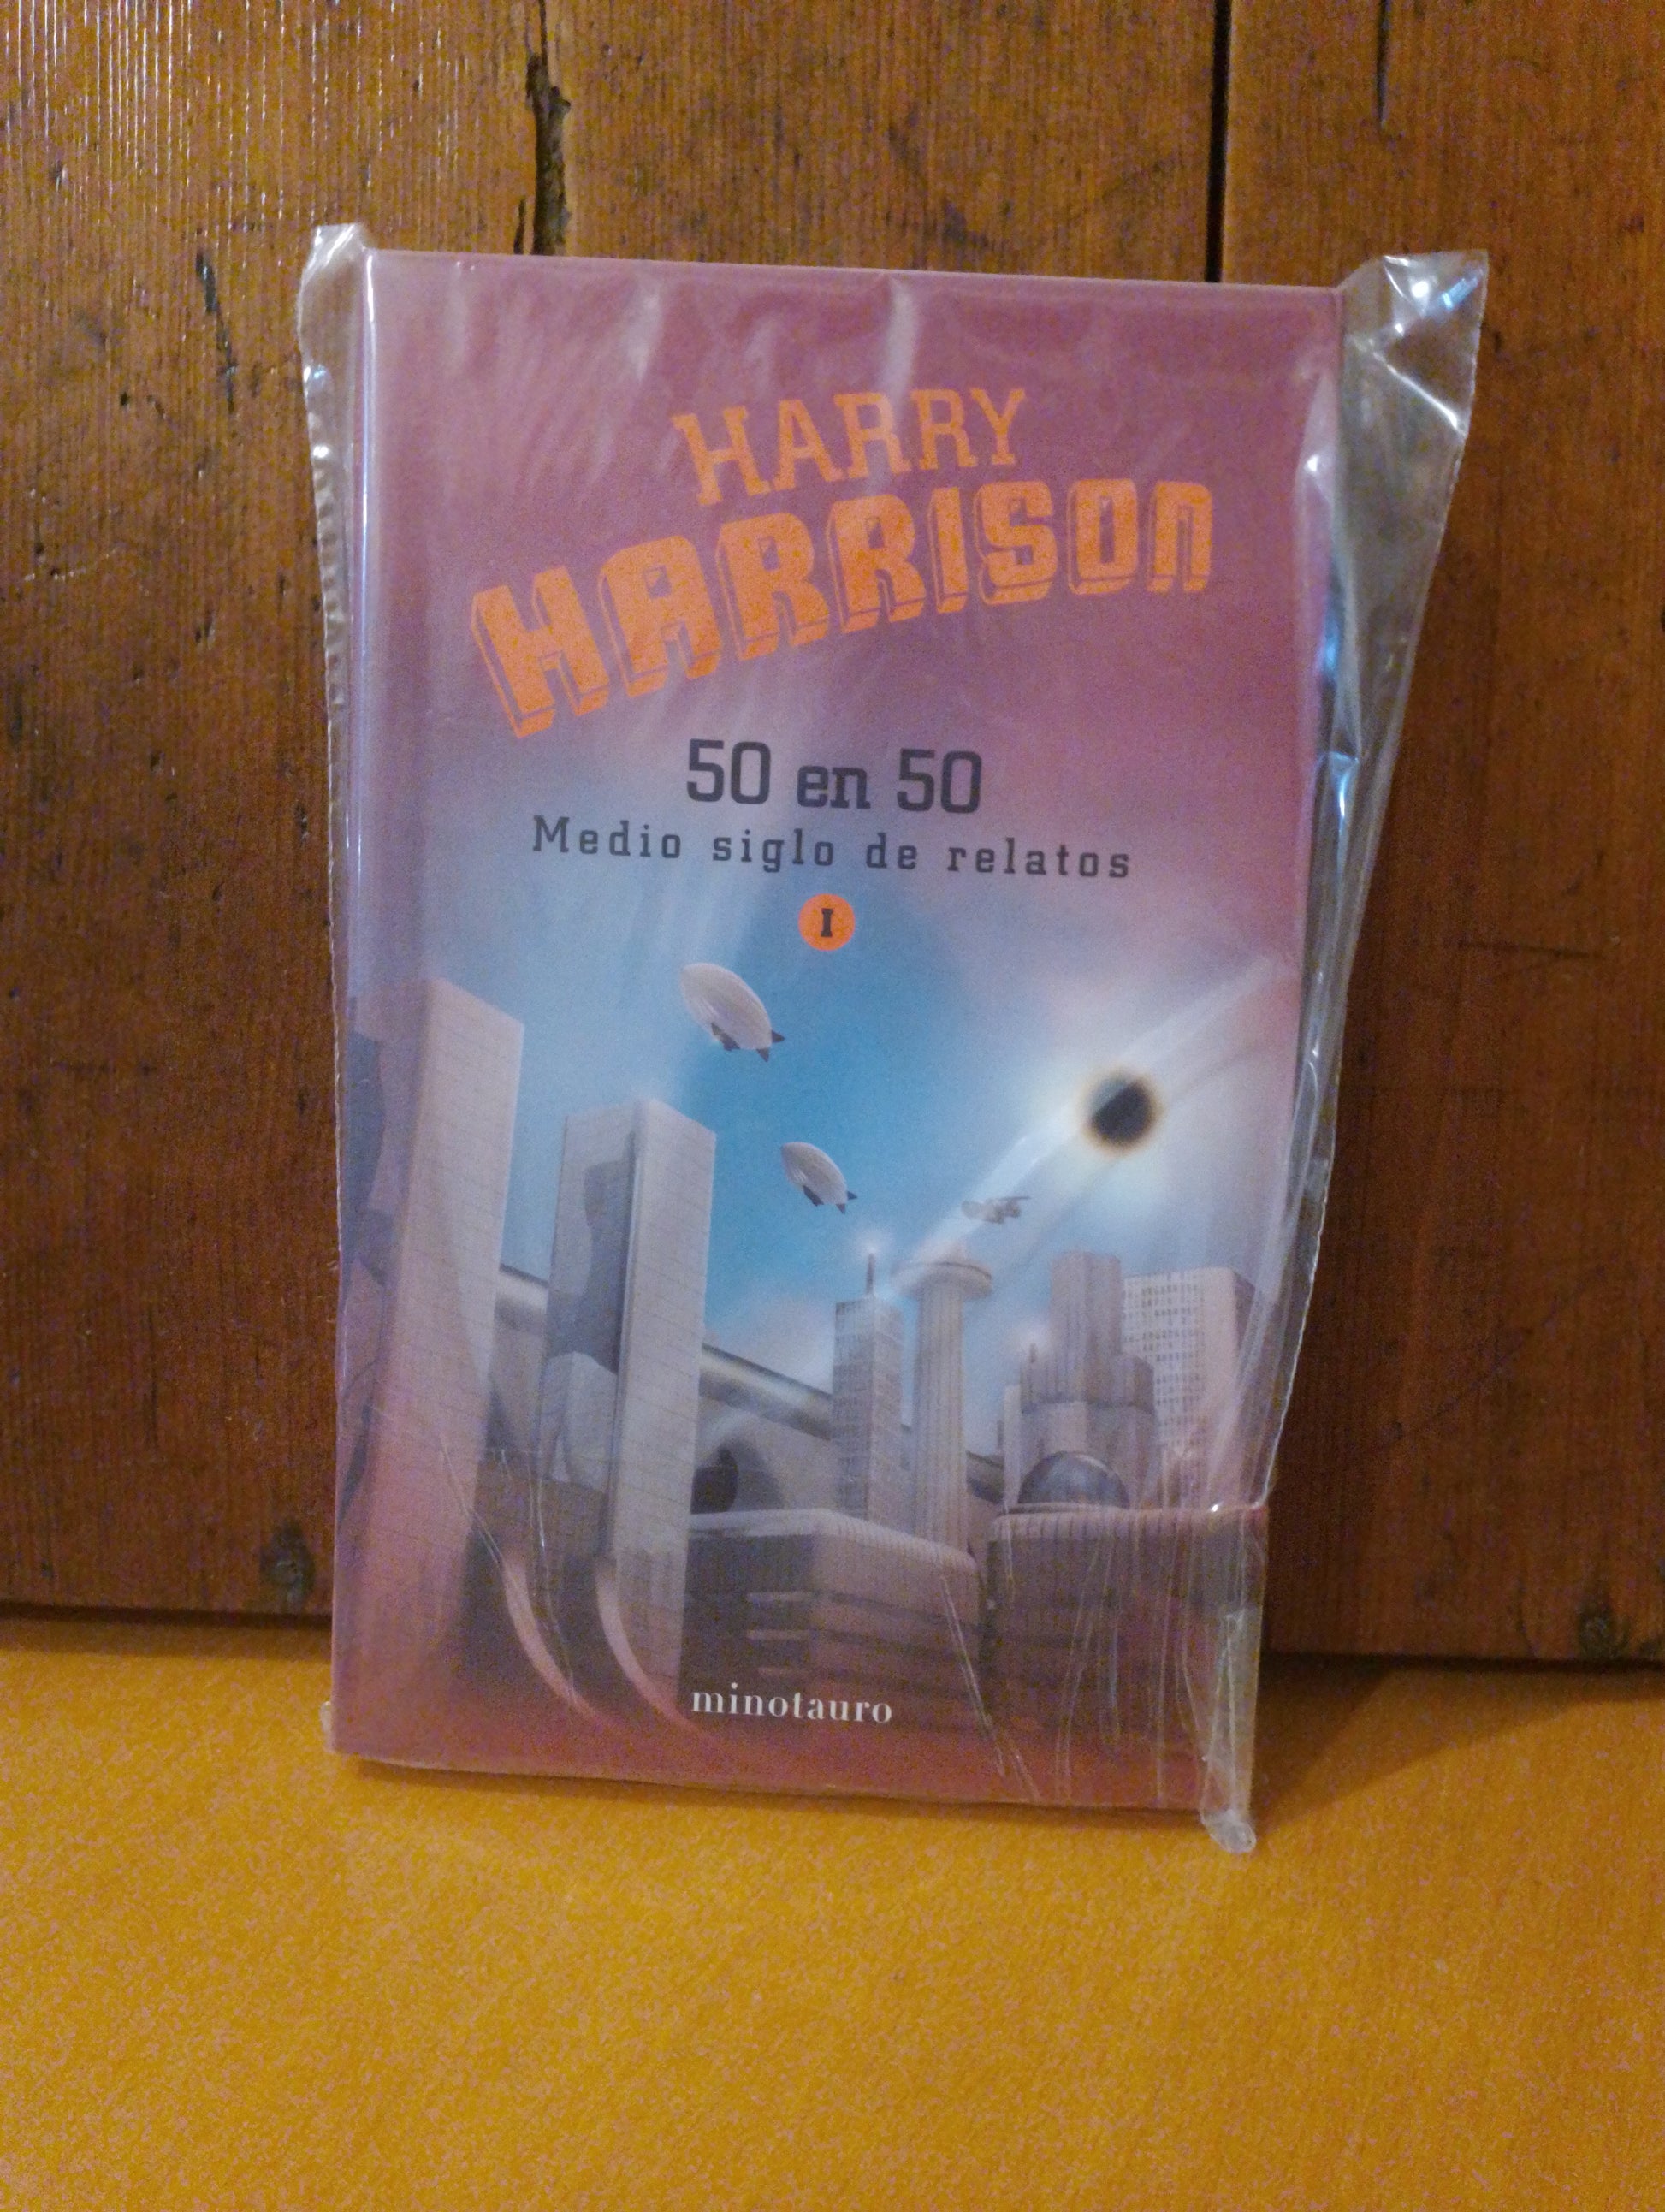 HARRY
HARRISON
50 en 50
Medio siglo de relatos
I
minotauro